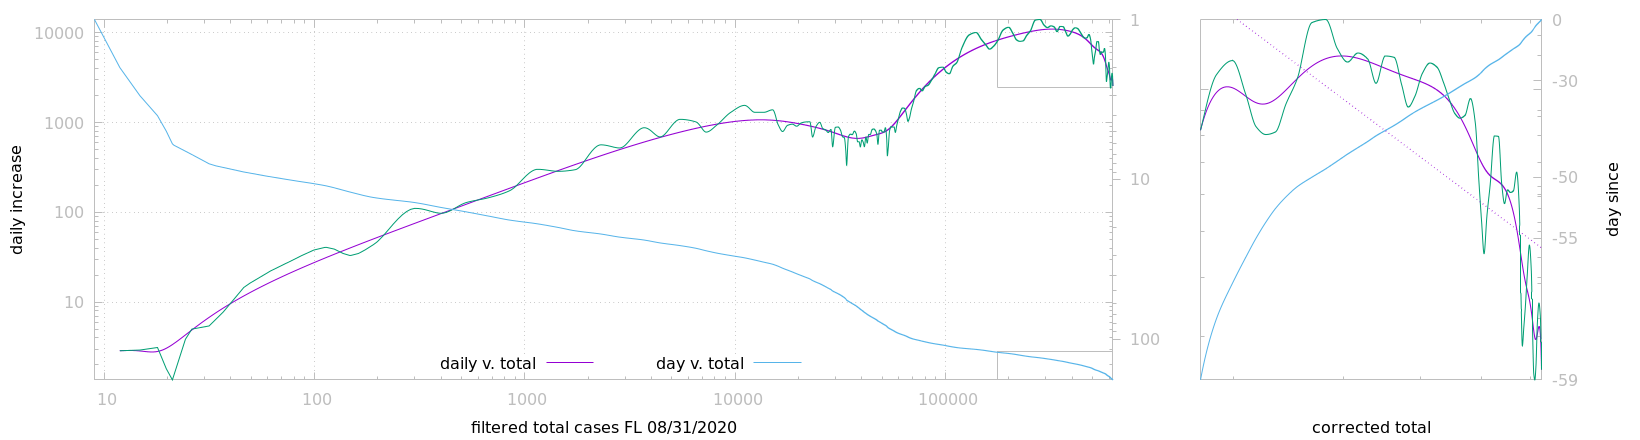 10000
1000
100
10
daily increase
10
100
1000
10000
100000
filtered total cases FL 08/31/2020
daily v. total
day v. total
1
10
100
0
-30
-50
-55
-59
day since
corrected total